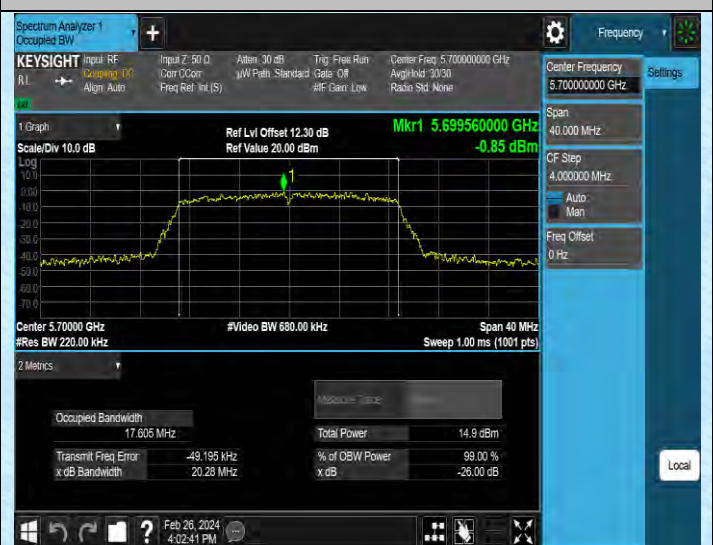 Spectrum Analyzer 1
Occupied BW
+
Frequency
KEYSIGHT Input: RF Input Z: 50 Ω Atten: 30 dB Trig: Free Run Center Freq: 5.700000000 GHz
RL Coupling: DC Corr CCorr µW Path: Standard Gate: Off Avg|Hold: 30/30
Align: Auto Freq Ref: Int (S) #IF Gain: Low Radio Std: None
Center Frequency
5.700000000 GHz
Settings
Span
40.000 MHz
CF Step
4.000000 MHz
Auto
Man
Freq Offset
0 Hz
1 Graph
Ref Lvl Offset 12.30 dB
Mkr1 5.699560000 GHz
Scale/Div 10.0 dB
Ref Value 20.00 dBm
-0.85 dBm
Log
10.0
0.00
-10.0
-20.0
-30.0
-40.0
-50.0
-60.0
-70.0
1
Center 5.70000 GHz
#Video BW 680.00 kHz
Span 40 MHz
#Res BW 220.00 kHz
Sweep 1.00 ms (1001 pts)
2 Metrics
Measure Trace
Occupied Bandwidth
17.605 MHz
Total Power 14.9 dBm
Transmit Freq Error -49.195 kHz
% of OBW Power 99.00 %
x dB Bandwidth 20.28 MHz
x dB -26.00 dB
Local
?
Feb 26, 2024
4:02:41 PM